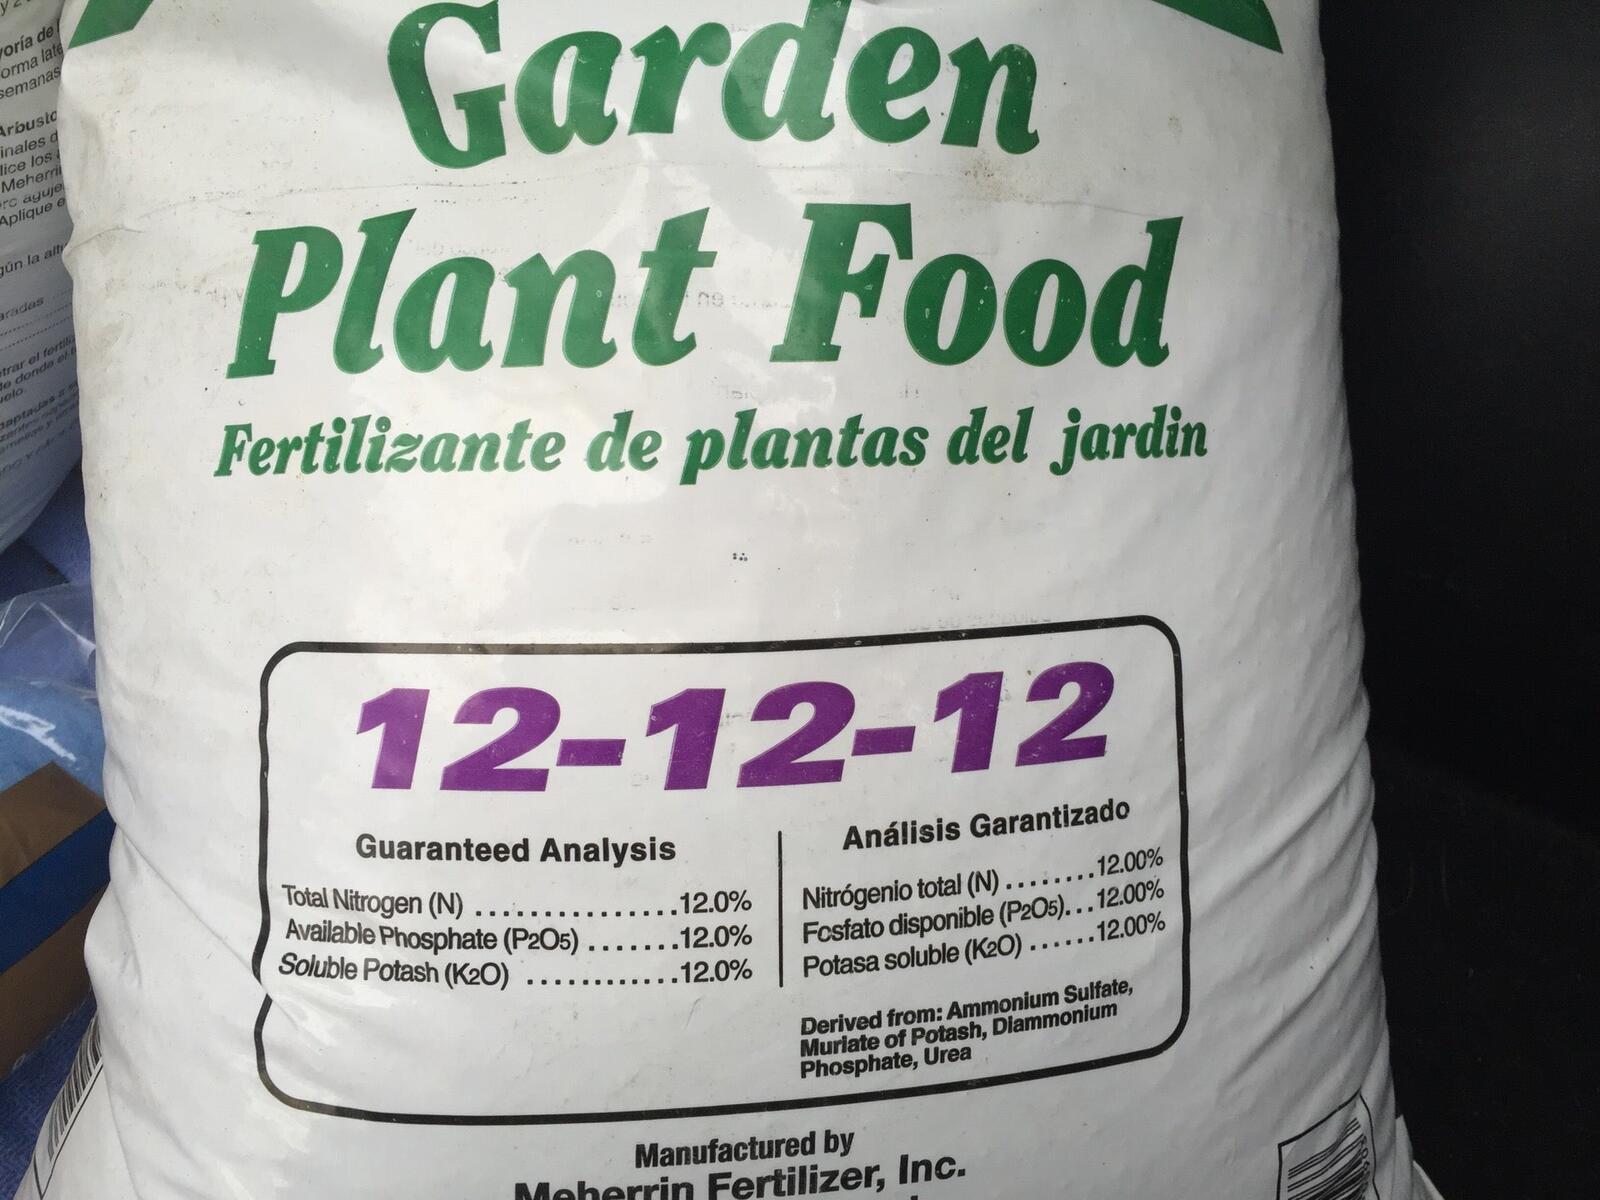 Garden
Plant Food
Fertilizante de plantas del jardin
12-12-12
Guaranteed Analysis
Total Nitrogen (N) ...............12.0%
Available Phosphate (P2O5) .......12.0%
Soluble Potash (K2O) ............12.0%
Análisis Garantizado
Nitrógenio total (N) ........12.00%
Fosfato disponible (P2O5)...12.00%
Potasa soluble (K2O) ......12.00%
Derived from: Ammonium Sulfate,
Muriate of Potash, Diammonium
Phosphate, Urea
Manufactured by
Meherrin Fertilizer, Inc.
semanas
Aplique